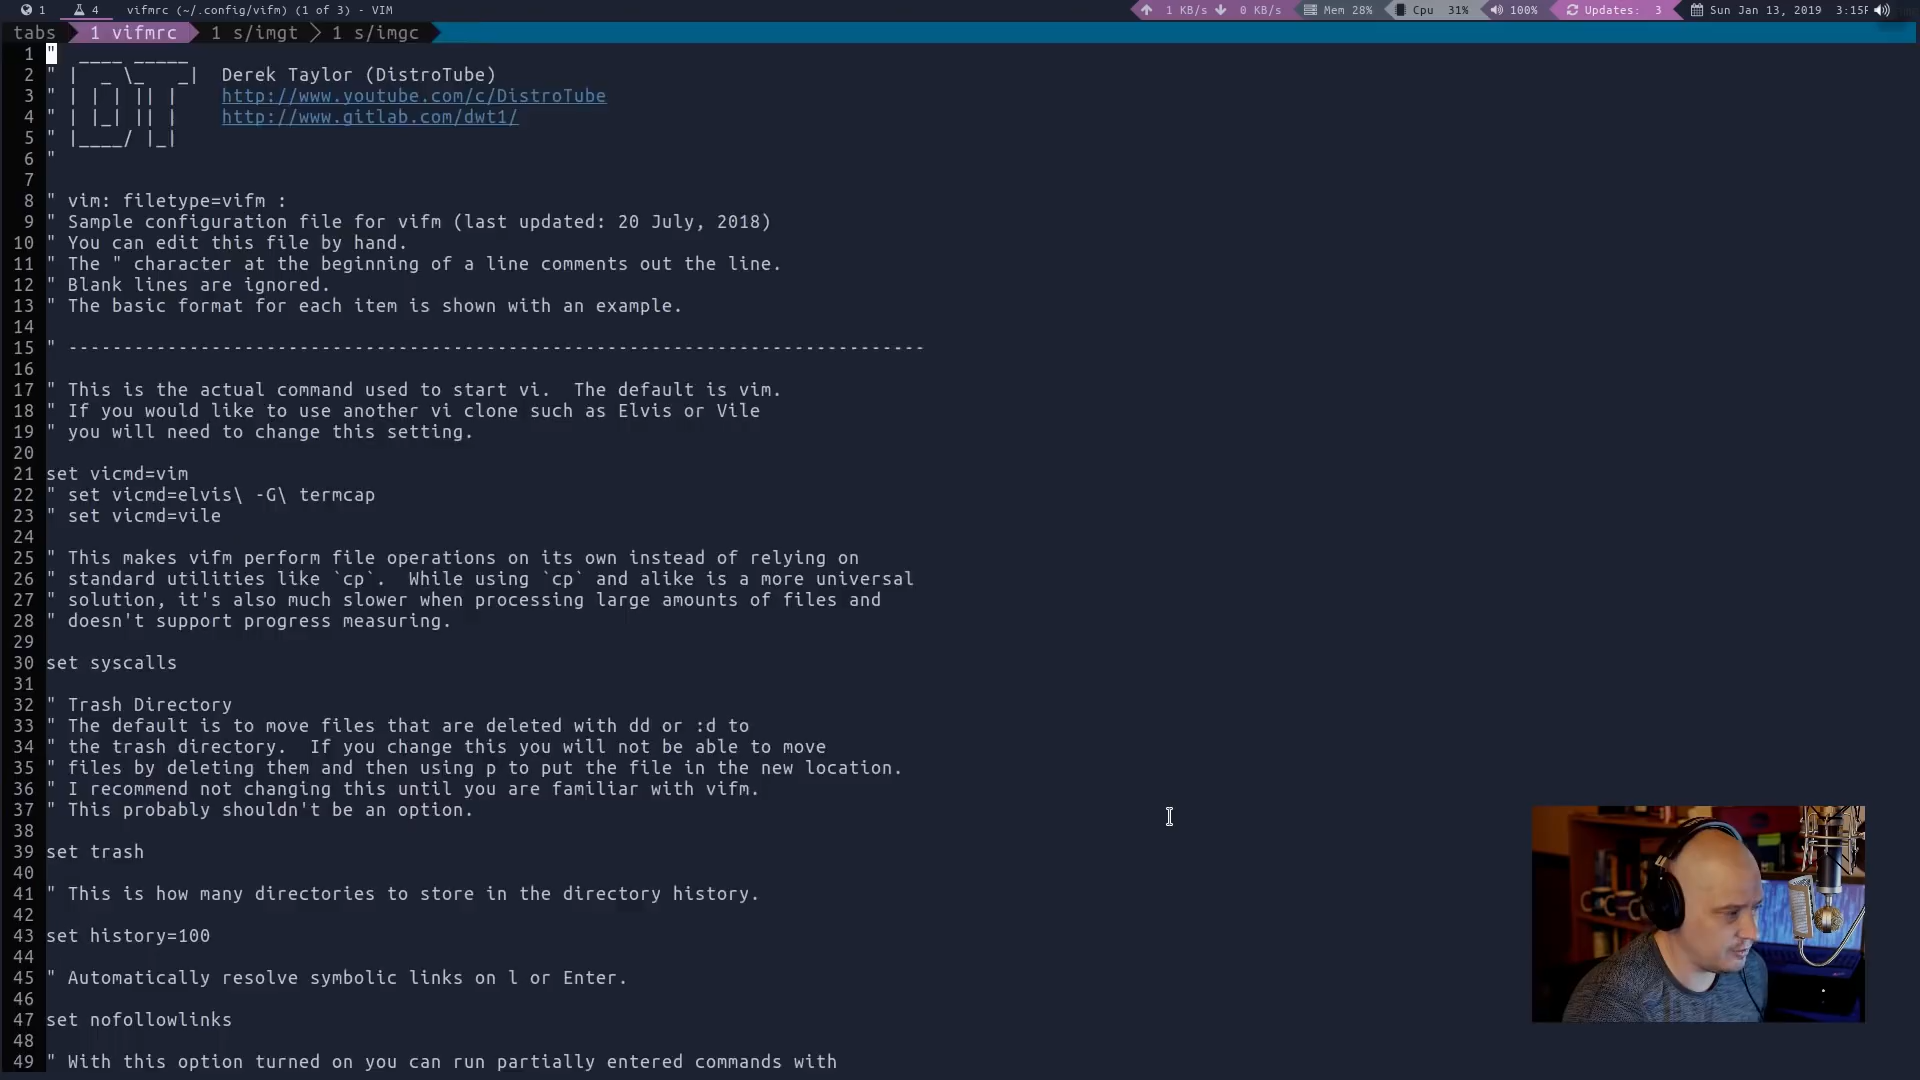 1 4 vifmrc (~/.config/vifm) (1 of 3) - VIM 1 KB/s 0 KB/s Mem 28% Cpu 31% 100% Updates: 3 Sun Jan 13, 2019 3:15P
tabs 1 vifmrc 1 s/imgt 1 s/imgc
1 "  ____ _____
2 " |  _ \_   _|  Derek Taylor (DistroTube)
3 " | | | || |    http://www.youtube.com/c/DistroTube
4 " | |_| || |    http://www.gitlab.com/dwt1/
5 " |____/ |_|
6 "
7
8 " vim: filetype=vifm :
9 " Sample configuration file for vifm (last updated: 20 July, 2018)
10 " You can edit this file by hand.
11 " The " character at the beginning of a line comments out the line.
12 " Blank lines are ignored.
13 " The basic format for each item is shown with an example.
14
15 " ------------------------------------------------------------------------------
16
17 " This is the actual command used to start vi.  The default is vim.
18 " If you would like to use another vi clone such as Elvis or Vile
19 " you will need to change this setting.
20
21 set vicmd=vim
22 " set vicmd=elvis\ -G\ termcap
23 " set vicmd=vile
24
25 " This makes vifm perform file operations on its own instead of relying on
26 " standard utilities like `cp`.  While using `cp` and alike is a more universal
27 " solution, it's also much slower when processing large amounts of files and
28 " doesn't support progress measuring.
29
30 set syscalls
31
32 " Trash Directory
33 " The default is to move files that are deleted with dd or :d to
34 " the trash directory.  If you change this you will not be able to move
35 " files by deleting them and then using p to put the file in the new location.
36 " I recommend not changing this until you are familiar with vifm.
37 " This probably shouldn't be an option.
38
39 set trash
40
41 " This is how many directories to store in the directory history.
42
43 set history=100
44
45 " Automatically resolve symbolic links on l or Enter.
46
47 set nofollowlinks
48
49 " With this option turned on you can run partially entered commands with